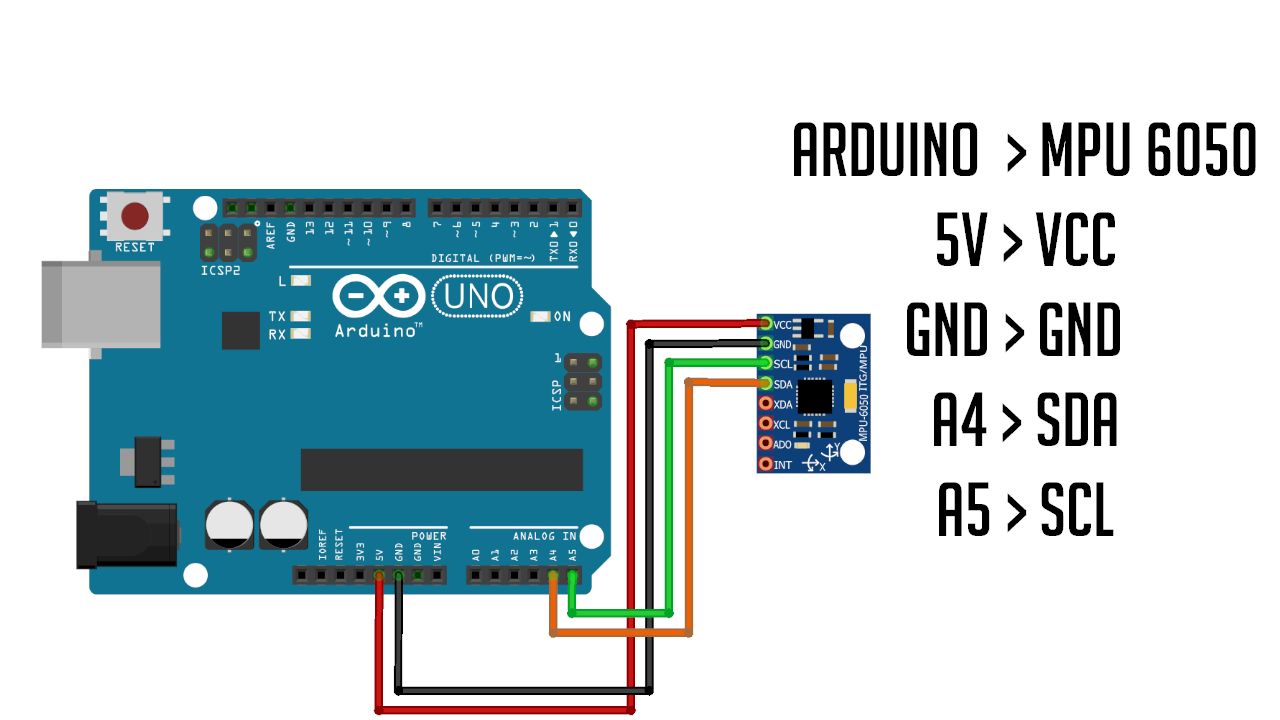 ARDUINO > MPU 6050
5V > VCC
GND > GND
A4 > SDA
A5 > SCL
RESET
ICSP2
AREF
GND
13
12
~11
~10
~9
8
7
~6
~5
4
~3
2
TX0▶1
RX0◀0
DIGITAL (PWM=~)
L
TX
RX
Arduino™
UNO
ON
1
ICSP
IOREF
RESET
3V3
5V
GND
GND
VIN
POWER
A0
A1
A2
A3
A4
A5
ANALOG IN
VCC
GND
SCL
SDA
XDA
XCL
ADO
INT
MPU-6050 ITG/MPU
Y
X